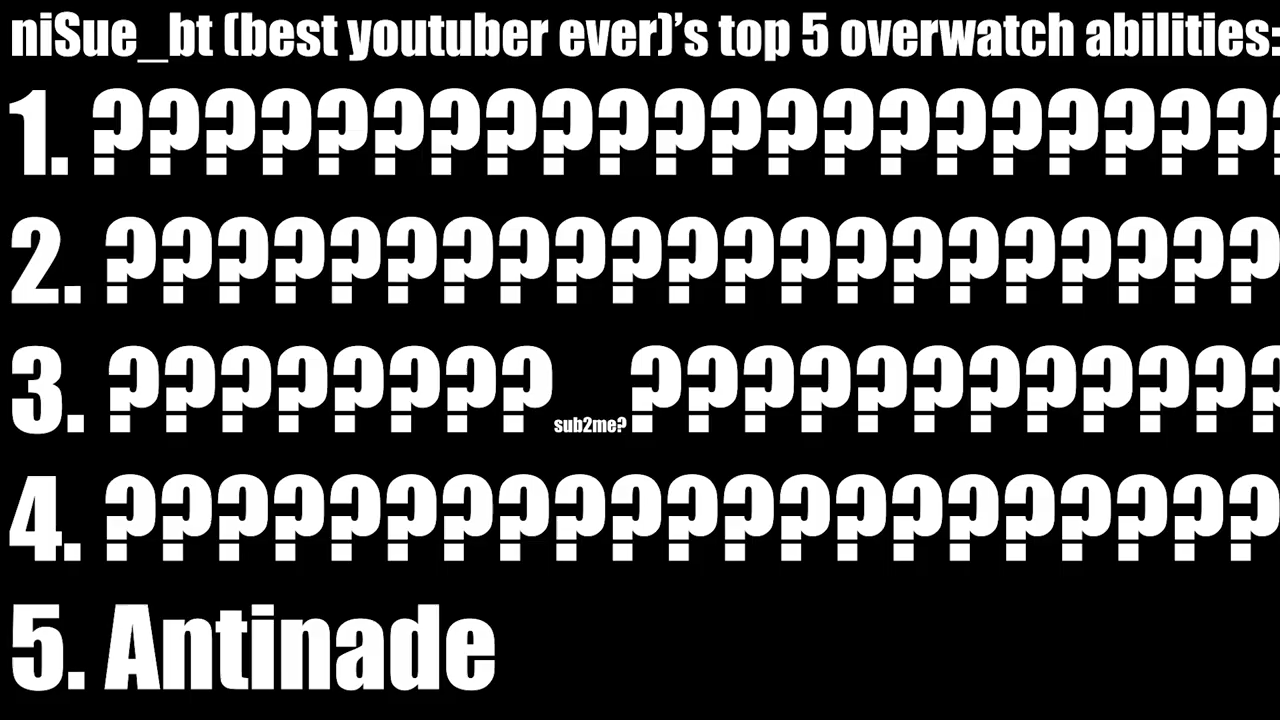 niSue_bt (best youtuber ever)’s top 5 overwatch abilities:
1. ??????????????????????
2. ?????????????????????
3. ????????sub2me?????????????
4. ?????????????????????
5. Antinade